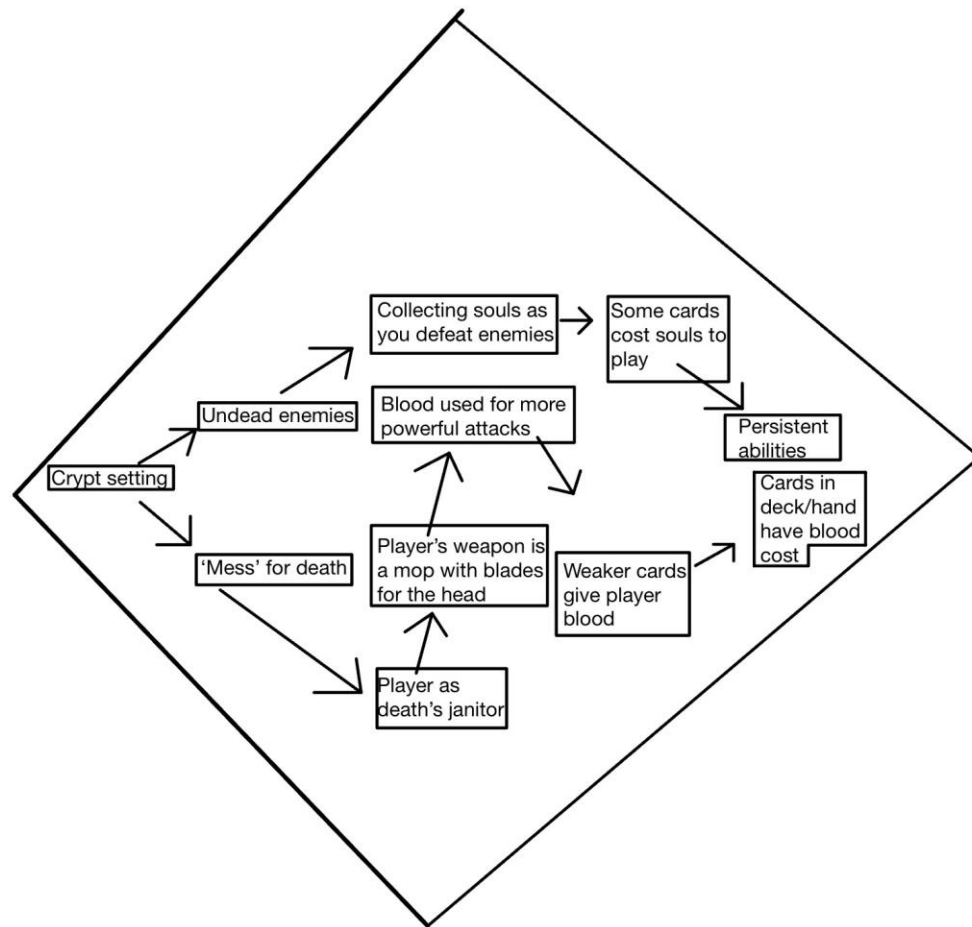 Collecting souls as
you defeat enemies
Some cards
cost souls to
play
Undead enemies
Blood used for more
powerful attacks
Persistent
abilities
Crypt setting
Cards in
deck/hand
have blood
cost
‘Mess’ for death
Player’s weapon is
a mop with blades
for the head
Weaker cards
give player
blood
Player as
death’s janitor